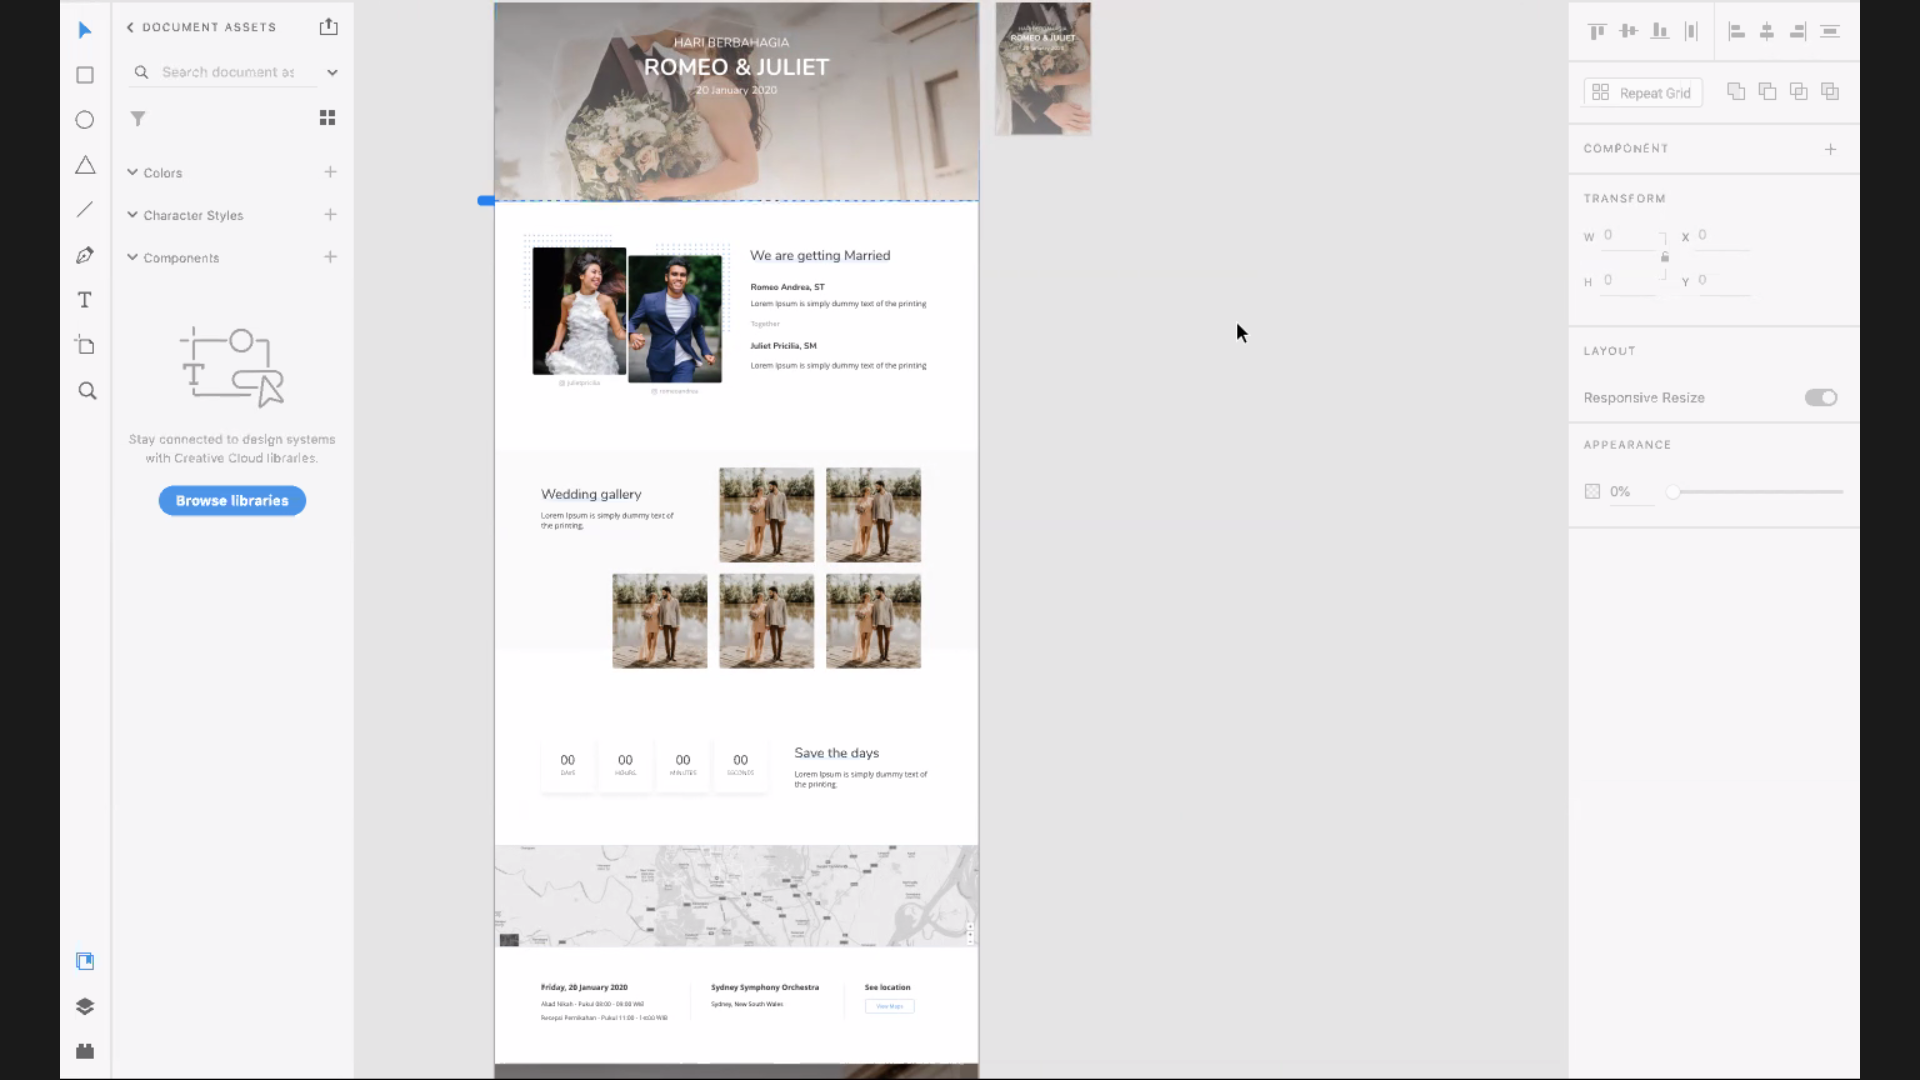 DOCUMENT ASSETS
Search document as
Colors
Character Styles
Components
Stay connected to design systems
with Creative Cloud libraries.
Browse libraries
HARI BERBAHAGIA
ROMEO & JULIET
20 January 2020
HARI BERBAHAGIA
ROMEO & JULIET
We are getting Married
Romeo Andrea, ST
Lorem Ipsum is simply dummy text of the printing
Together
Juliet Pricilia, SM
Lorem Ipsum is simply dummy text of the printing
@ julietpricilia
@ romeoandrea
Wedding gallery
Lorem Ipsum is simply dummy text of
the printing.
00
DAYS
00
HOURS
00
MINUTES
00
SECONDS
Save the days
Lorem Ipsum is simply dummy text of
the printing.
Friday, 20 January 2020
Akad Nikah - Pukul 08:00 - 09:00 WIB
Resepsi Pernikahan - Pukul 11:00 - 14:00 WIB
Sydney Symphony Orchestra
Sydney, New South Wales
See location
View Maps
Repeat Grid
COMPONENT
TRANSFORM
W 0 X 0
H 0 Y 0
LAYOUT
Responsive Resize
APPEARANCE
0%